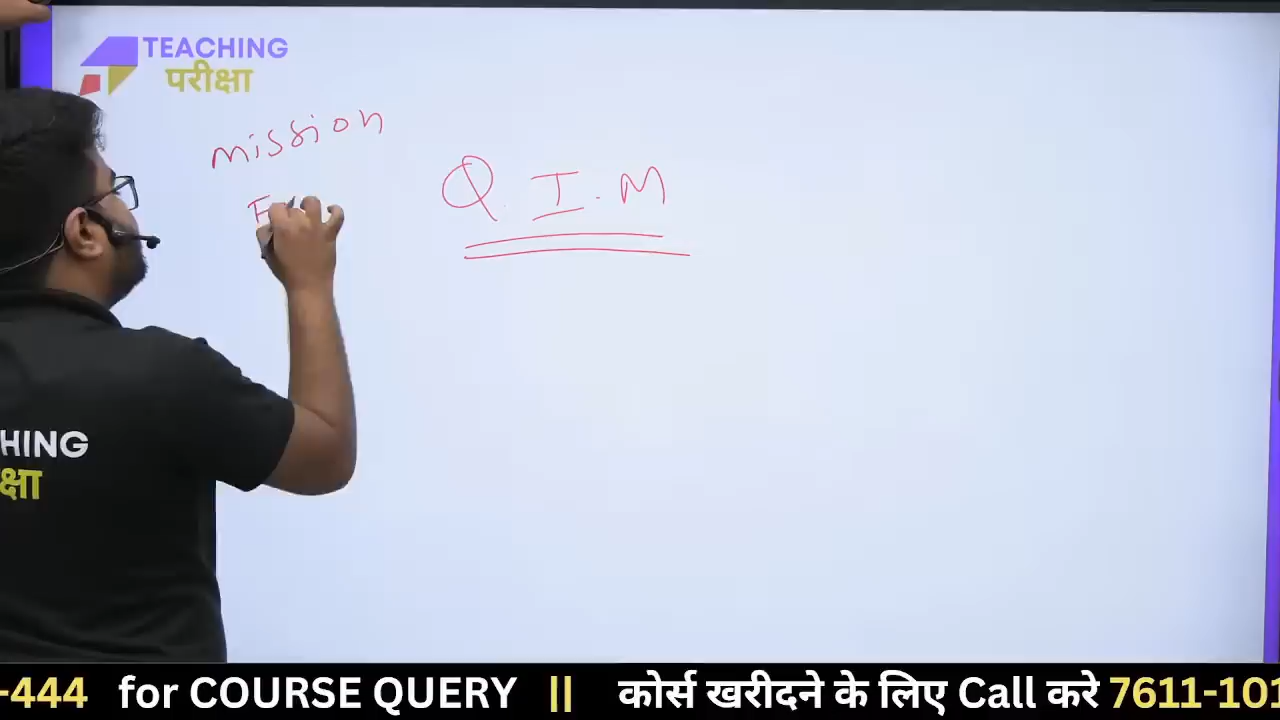 TEACHING
परीक्षा
mission
Q. I. M
HING
क्षा
-444 for COURSE QUERY || कोर्स खरीदने के लिए Call करे 7611-101